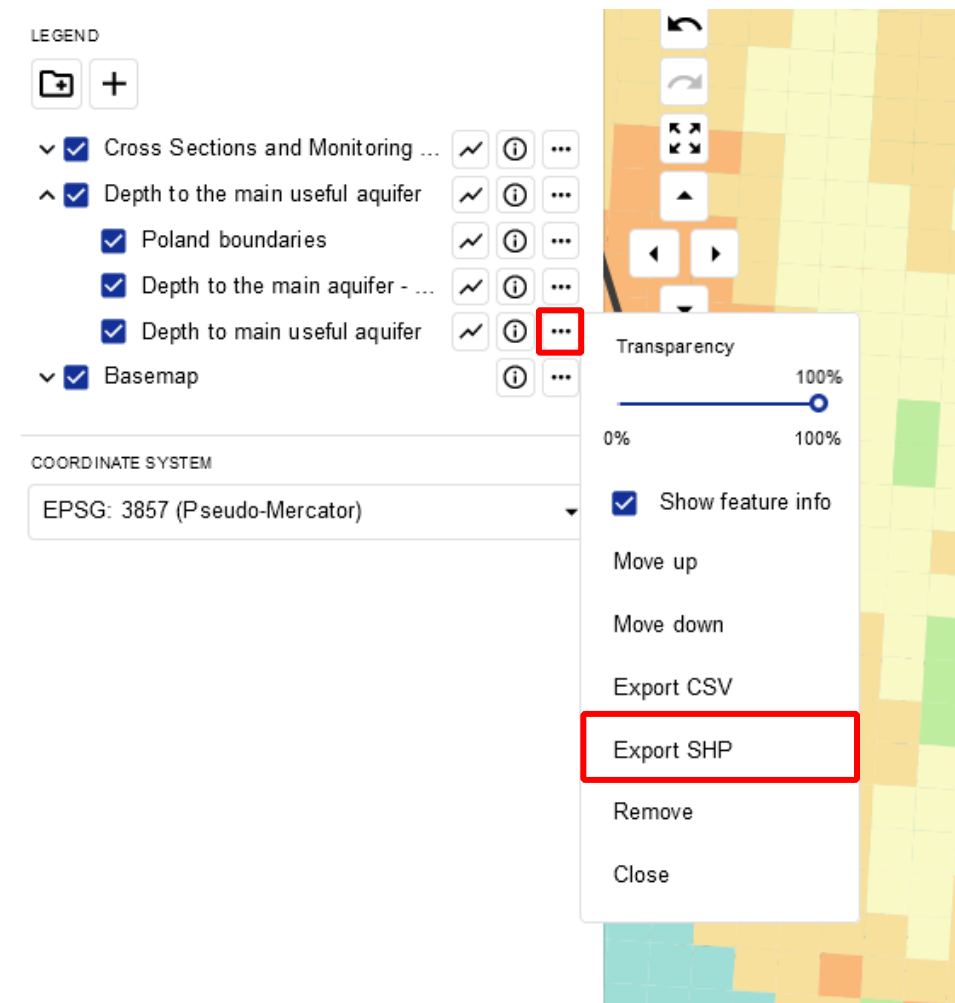 LEGEND
Cross Sections and Monitoring ...
Depth to the main useful aquifer
Poland boundaries
Depth to the main aquifer - ...
Depth to main useful aquifer
Basemap
COORDINATE SYSTEM
EPSG: 3857 (Pseudo-Mercator)
Transparency
100%
0% 100%
Show feature info
Move up
Move down
Export CSV
Export SHP
Remove
Close